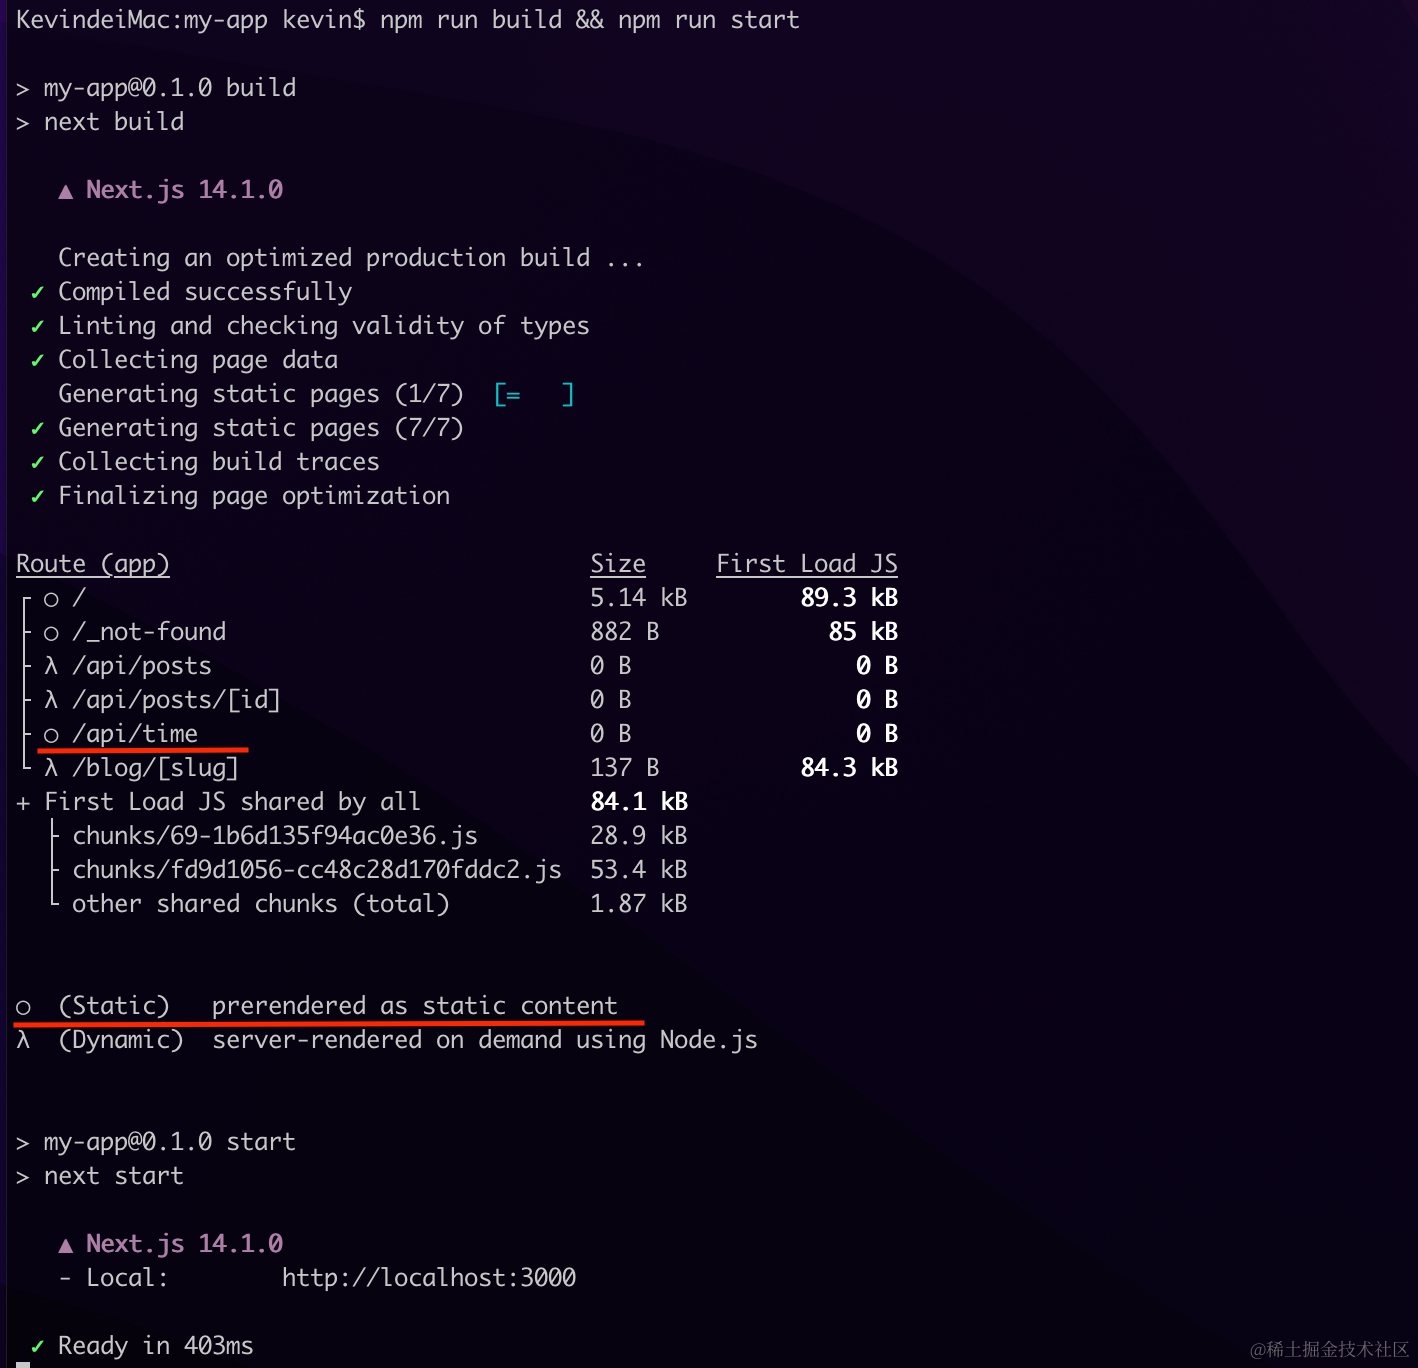 KevindeiMac:my-app kevin$ npm run build && npm run start
> my-app@0.1.0 build
> next build
▲ Next.js 14.1.0
Creating an optimized production build ...
✓ Compiled successfully
✓ Linting and checking validity of types
✓ Collecting page data
Generating static pages (1/7) [= ]
✓ Generating static pages (7/7)
✓ Collecting build traces
✓ Finalizing page optimization
Route (app) Size First Load JS
┌ ○ / 5.14 kB 89.3 kB
├ ○ /_not-found 882 B 85 kB
├ λ /api/posts 0 B 0 B
├ λ /api/posts/[id] 0 B 0 B
├ ○ /api/time 0 B 0 B
└ λ /blog/[slug] 137 B 84.3 kB
+ First Load JS shared by all 84.1 kB
├ chunks/69-1b6d135f94ac0e36.js 28.9 kB
├ chunks/fd9d1056-cc48c28d170fddc2.js 53.4 kB
└ other shared chunks (total) 1.87 kB
○ (Static) prerendered as static content
λ (Dynamic) server-rendered on demand using Node.js
> my-app@0.1.0 start
> next start
▲ Next.js 14.1.0
- Local: http://localhost:3000
✓ Ready in 403ms
@稀土掘金技术社区